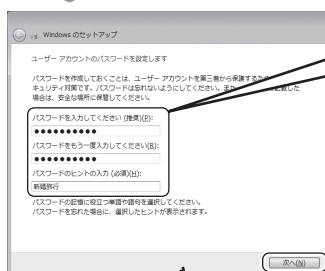 Windows のセットアップ
ユーザー アカウントのパスワードを設定します
パスワードを作成しておくことは、ユーザー アカウントを第三者から保護するため
キュリティ対策です。パスワードは忘れないようにしてください。また
場合は、安全な場所に保管してください。
パスワードを入力してください (推奨)(P):
●●●●●●●●●●
パスワードをもう一度入力してください(R):
●●●●●●●●●●
パスワードのヒントの入力 (必須)(H):
新婚旅行
パスワードの記憶に役立つ単語や語句を選択してください。
パスワードを忘れた場合に、選択したヒントが表示されます。
次へ(N)